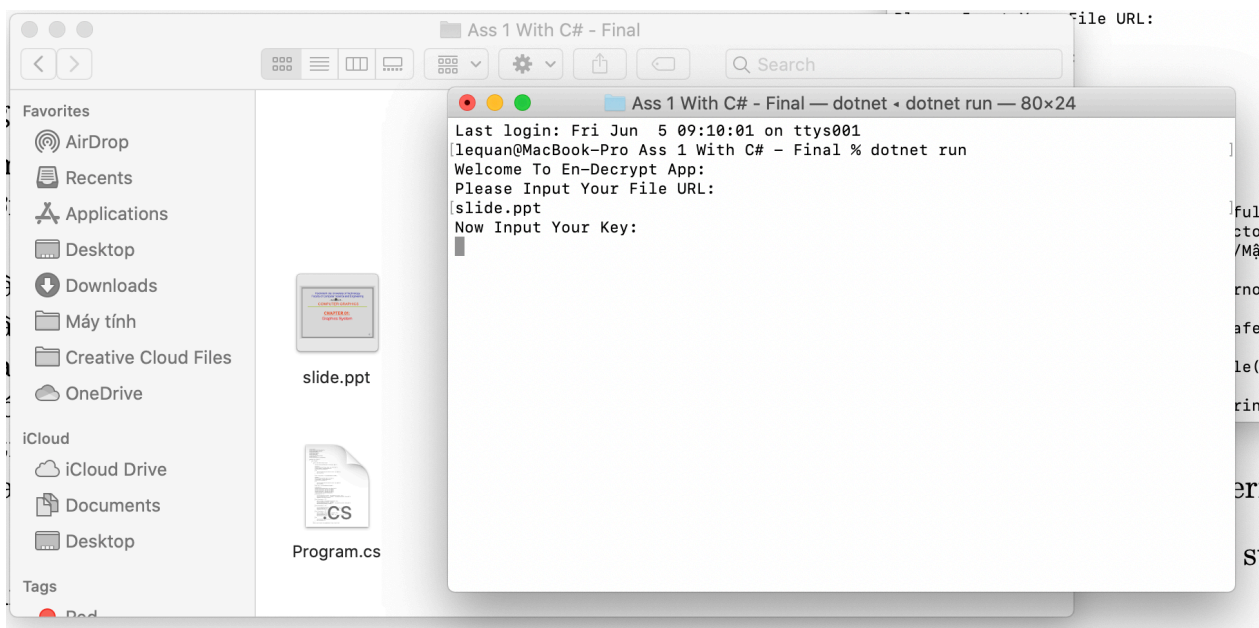 Ass 1 With C# - Final
File URL:
Search
Favorites
AirDrop
Recents
Applications
Desktop
Downloads
Máy tính
Creative Cloud Files
OneDrive
iCloud
iCloud Drive
Documents
Desktop
Tags
Red
slide.ppt
.CS
Program.cs
Ass 1 With C# - Final — dotnet ◂ dotnet run — 80×24
Last login: Fri Jun  5 09:10:01 on ttys001
[lequan@MacBook-Pro Ass 1 With C# - Final % dotnet run ]
Welcome To En-Decrypt App:
Please Input Your File URL:
[slide.ppt ]
Now Input Your Key: